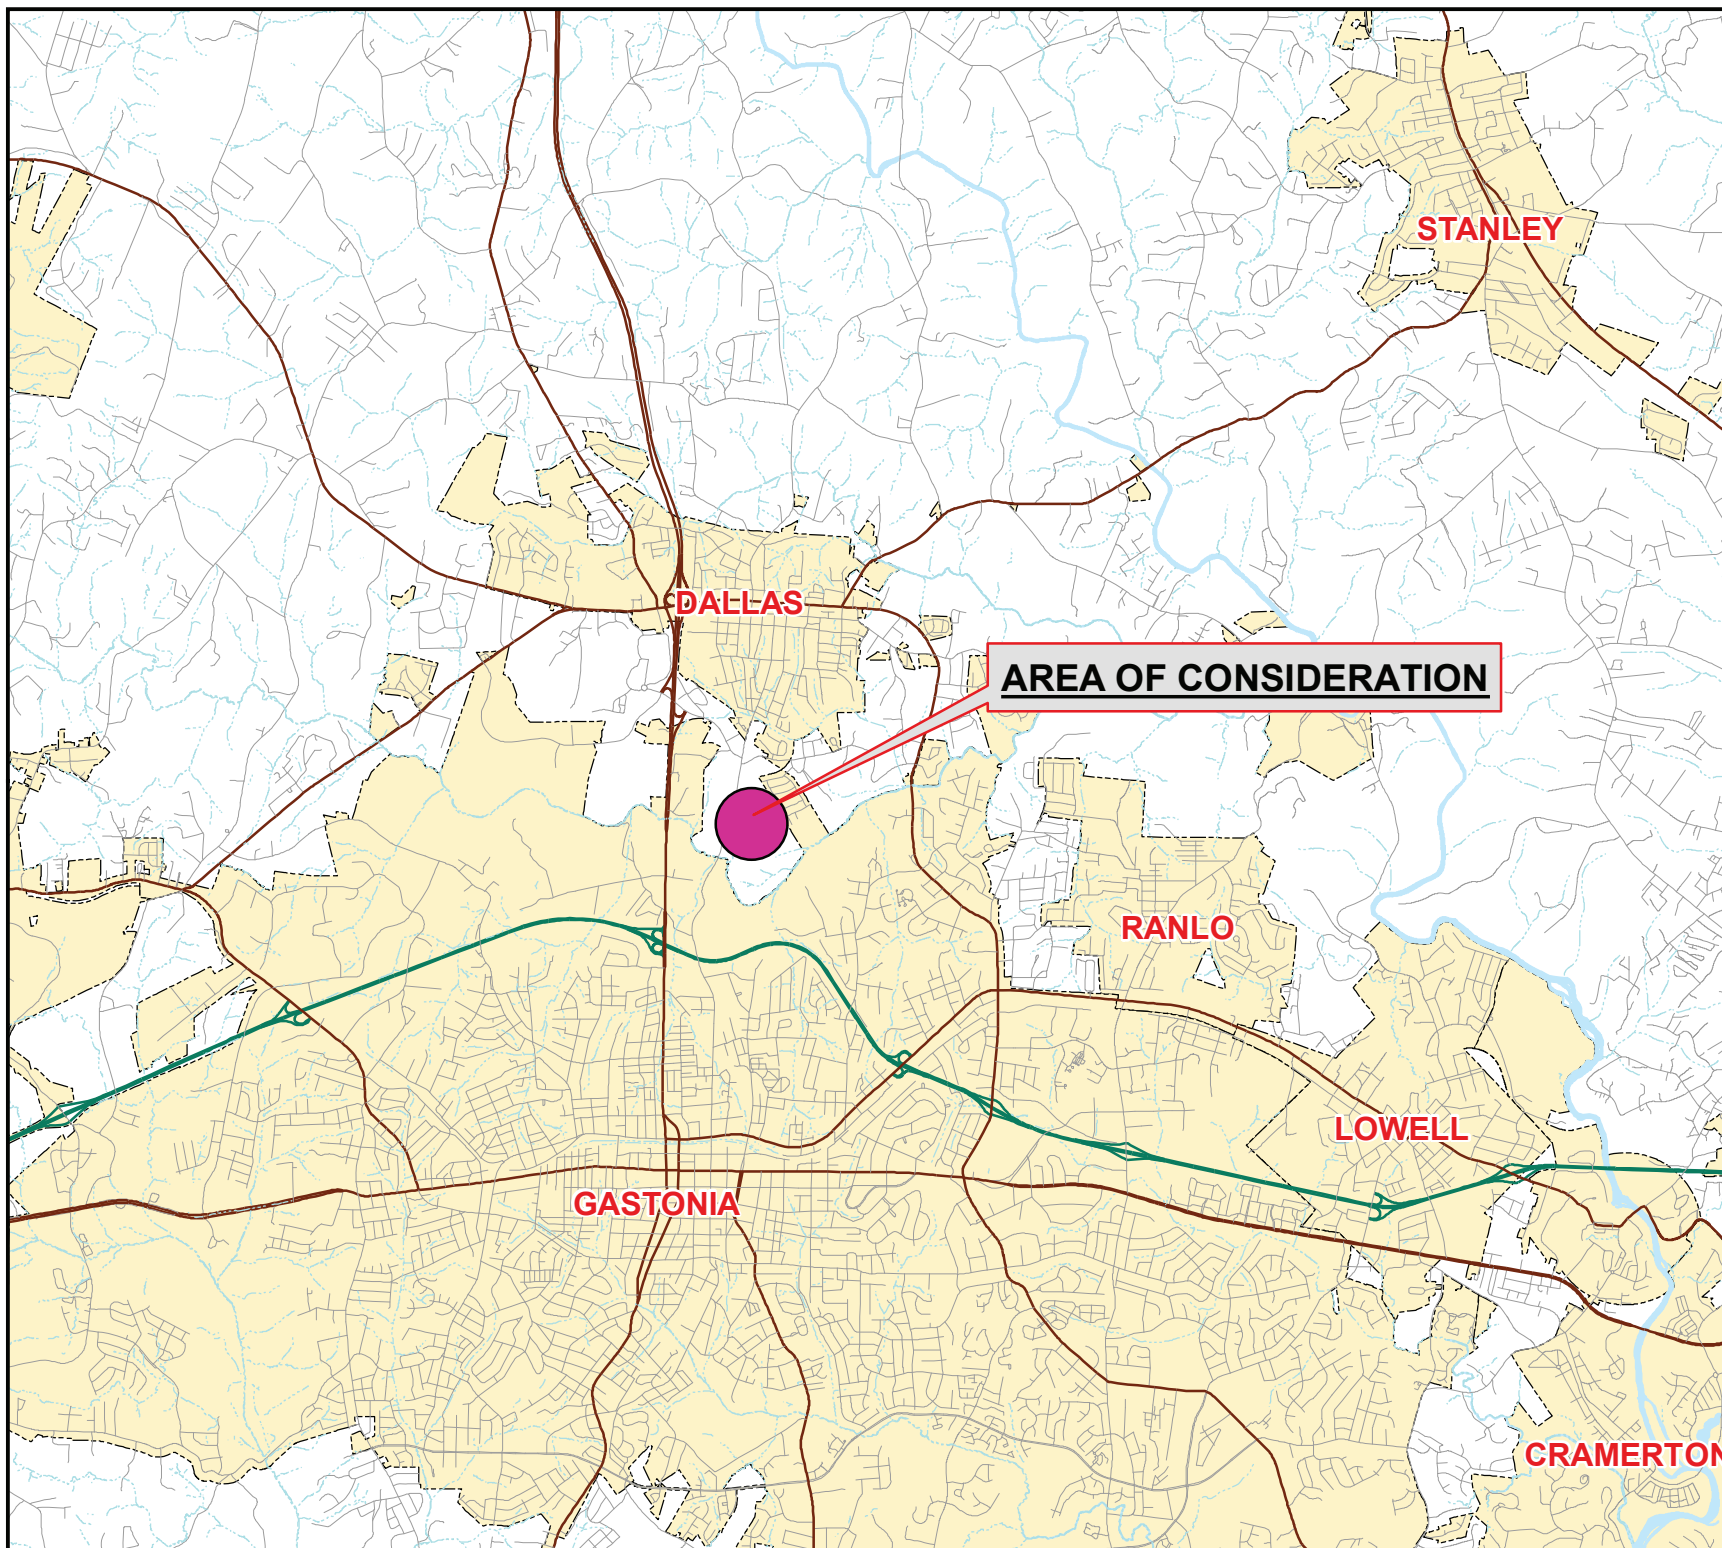 STANLEY
DALLAS
AREA OF CONSIDERATION
RANLO
LOWELL
GASTONIA
CRAMERTON